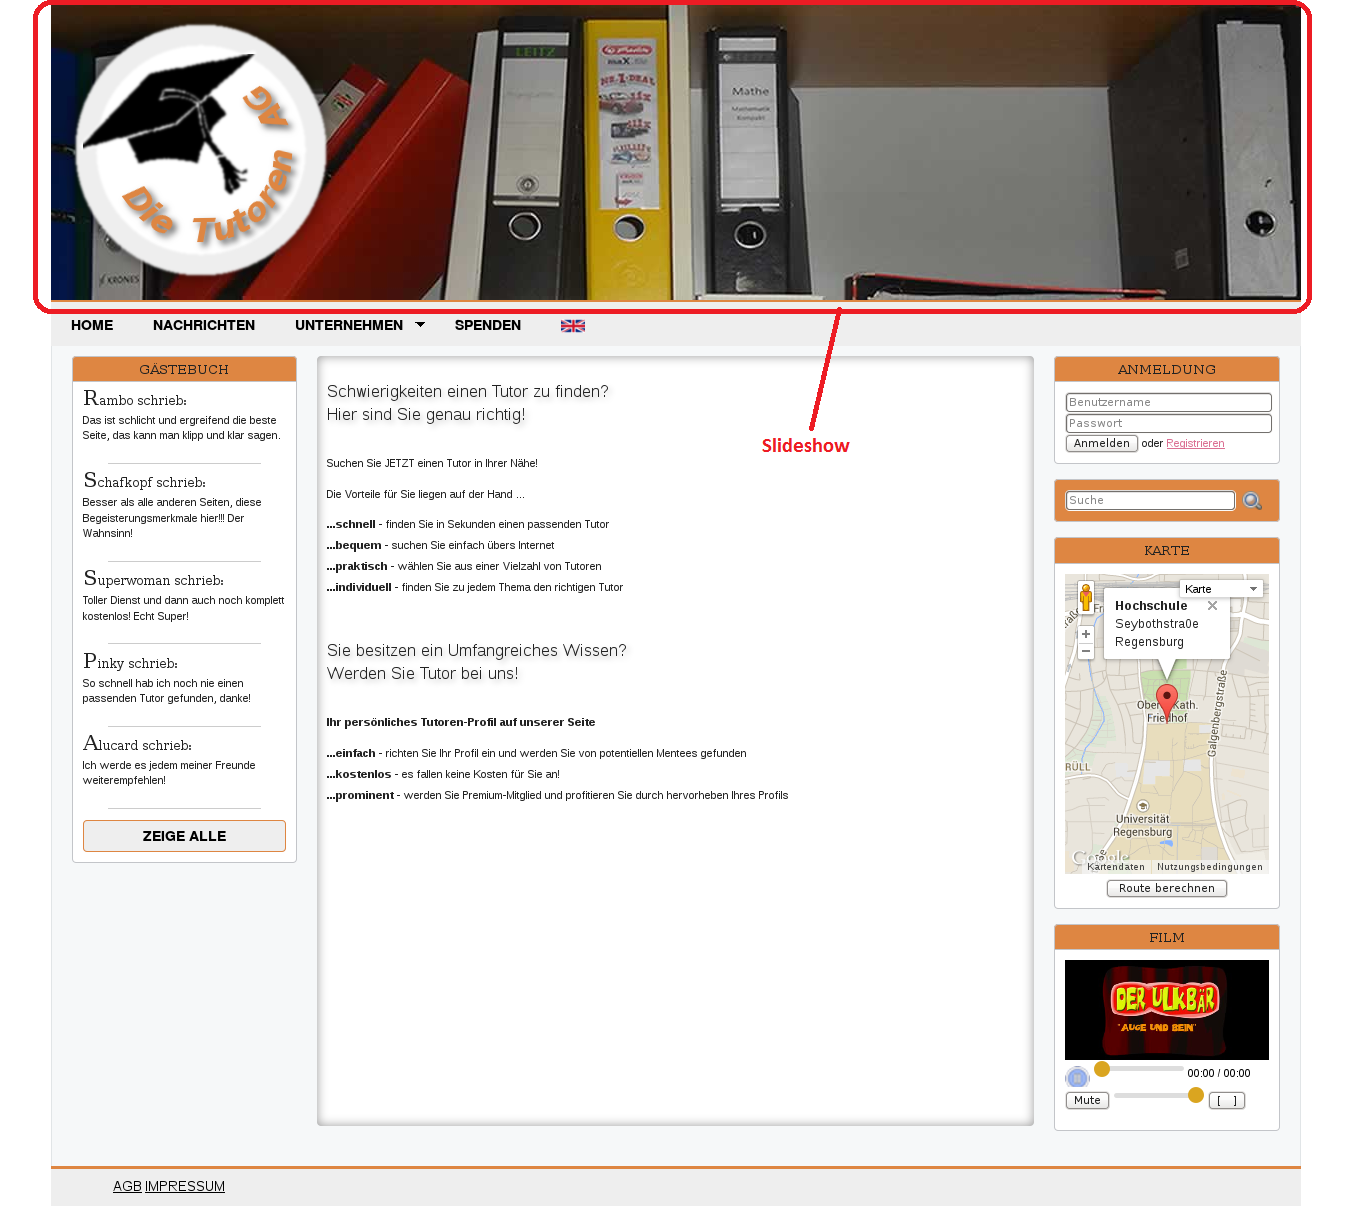 LEITZ
maX.file
NR.1-DEAL
Mathe
Mathematik
Kompakt
KRONES
Die Tutoren AG
HOME
NACHRICHTEN
UNTERNEHMEN
SPENDEN
Slideshow
GÄSTEBUCH
Rambo schrieb:
Das ist schlicht und ergreifend die beste
Seite, das kann man klipp und klar sagen.
Schafkopf schrieb:
Besser als alle anderen Seiten, diese
Begeisterungsmerkmale hier!!! Der
Wahnsinn!
Superwoman schrieb:
Toller Dienst und dann auch noch komplett
kostenlos! Echt Super!
Pinky schrieb:
So schnell hab ich noch nie einen
passenden Tutor gefunden, danke!
Alucard schrieb:
Ich werde es jedem meiner Freunde
weiterempfehlen!
ZEIGE ALLE
Schwierigkeiten einen Tutor zu finden?
Hier sind Sie genau richtig!
Suchen Sie JETZT einen Tutor in Ihrer Nähe!
Die Vorteile für Sie liegen auf der Hand ...
...schnell - finden Sie in Sekunden einen passenden Tutor
...bequem - suchen Sie einfach übers Internet
...praktisch - wählen Sie aus einer Vielzahl von Tutoren
...individuell - finden Sie zu jedem Thema den richtigen Tutor
Sie besitzen ein Umfangreiches Wissen?
Werden Sie Tutor bei uns!
Ihr persönliches Tutoren-Profil auf unserer Seite
...einfach - richten Sie Ihr Profil ein und werden Sie von potentiellen Mentees gefunden
...kostenlos - es fallen keine Kosten für Sie an!
...prominent - werden Sie Premium-Mitglied und profitieren Sie durch hervorheben Ihres Profils
ANMELDUNG
Benutzername
Passwort
Anmelden oder Registrieren
Suche
KARTE
Karte
Hochschule
Seybothstraße
Regensburg
Kath.
Friedhof
Galgenbergstraße
RÜLL
Universität
Regensburg
Google
Kartendaten
Nutzungsbedingungen
Route berechnen
FILM
DER ULKBÄR
"AUGE UND BEIN"
00:00 / 00:00
Mute
[ ]
AGB IMPRESSUM